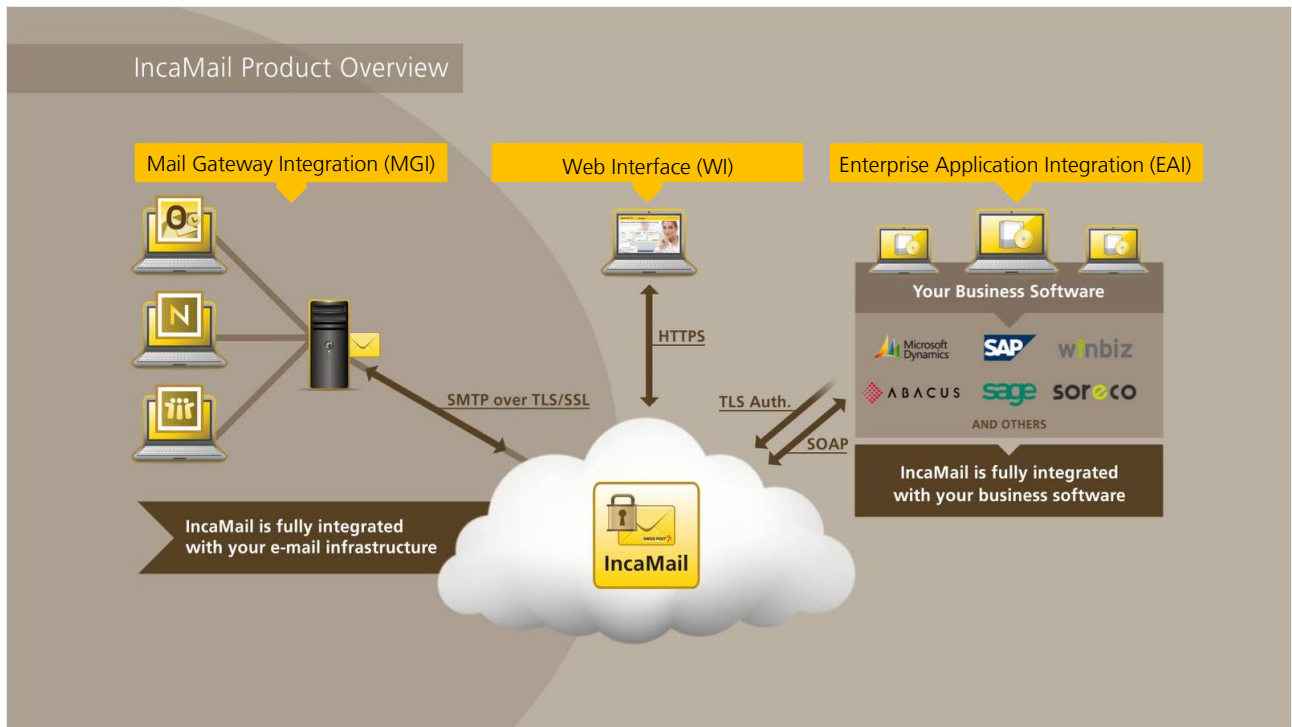 IncaMail Product Overview
Mail Gateway Integration (MGI)
Web Interface (WI)
Enterprise Application Integration (EAI)
O
N
Your Business Software
Microsoft
Dynamics
SAP
winbiz
ABACUS
sage
soreco
AND OTHERS
HTTPS
SMTP over TLS/SSL
TLS Auth.
SOAP
IncaMail is fully integrated
with your business software
IncaMail is fully integrated
with your e-mail infrastructure
SWISS POST
IncaMail